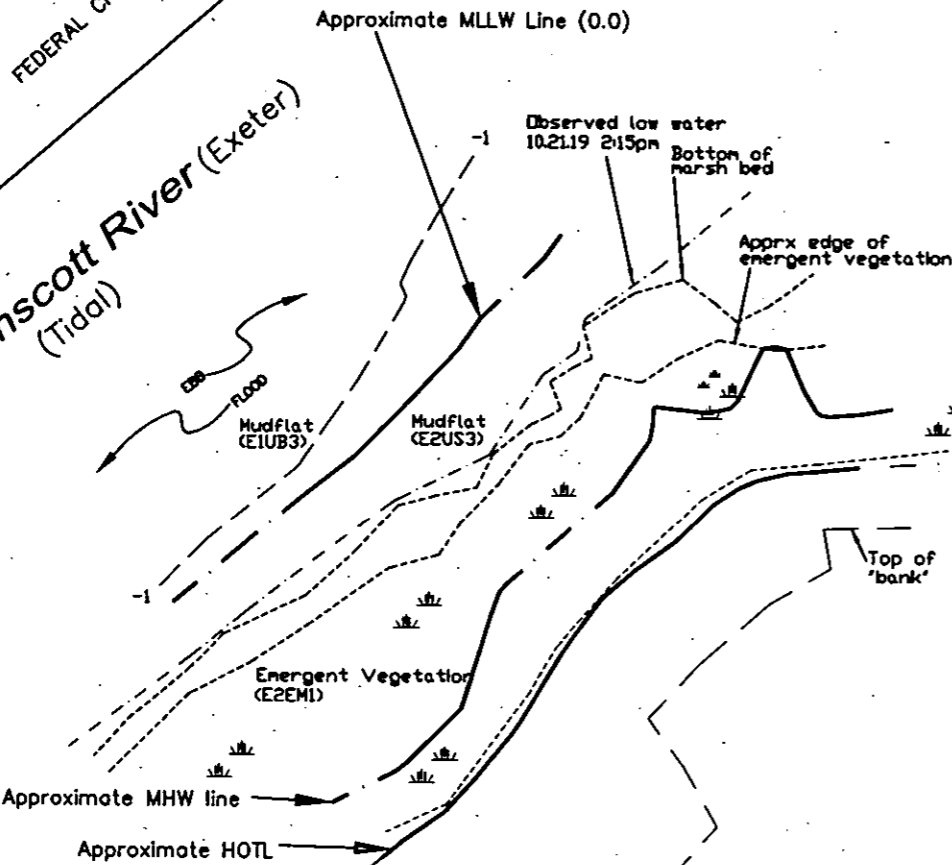 FEDERAL
Approximate MLLW Line (0.0)
River (Exeter)
(Tidal)
-1
Observed low water
10.21.19 2:15pm
Bottom of
marsh bed
Apprx edge of
emergent vegetation
EBB
FLOOD
Mudflat
(E1UB3)
Mudflat
(E2US3)
Top of
"bank"
-1
Emergent Vegetation
(E2EM1)
Approximate MHW line
Approximate HOTL